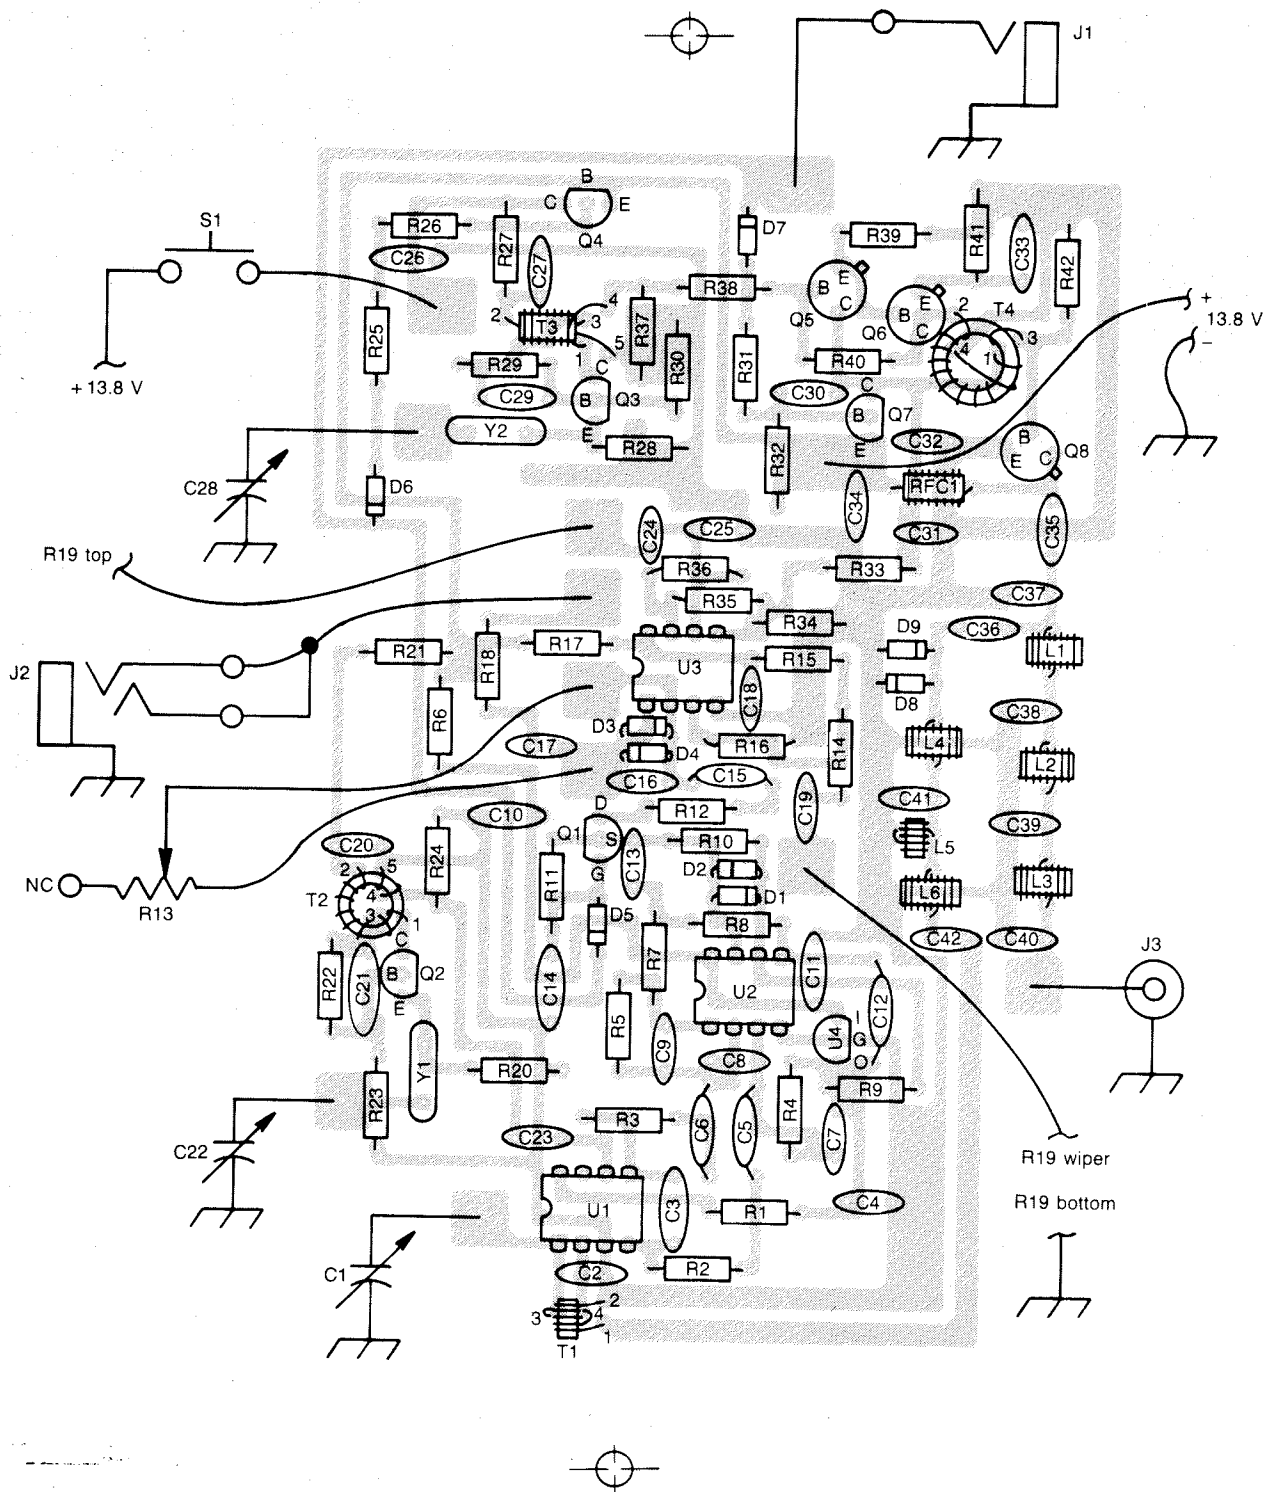 J1
B
C E
Q4
S1
R26
R27
C26
C27
D7
R39
R41
C33
R42
R38
E
B
C
Q5
E
B
C
Q6
2 T4
3
4
1
+
13.8 V
−
4
2 T3 3
1 5
R37
R25
+13.8 V
R29
R30
R31
R40
C29
C
B Q3
E
C30
C
B Q7
E
Y2
R28
R32
C32
B
E C
Q8
C28
D6
RFC1
C34
C24
C25
C31
C35
R19 top
R36
R33
R35
C37
R34
C36
D9
R21
R18
R17
U3
R15
L1
J2
D8
R6
C18
D3
C38
C17
D4
R16
R14
L4
L2
C16
C15
C41
C10
R12
C19
C39
D
Q1 S
G
C13
R10
L5
C20
R24
D2
NC
R13
2 5
T2 4
3 1
R11
D1
L6
L3
D5
R8
C42
C40
J3
R22
C21
C
B Q2
E
C14
R7
U2
C11
C12
R5
I
U4 G
O
C9
C8
R20
Y1
R4
R9
R23
R3
C6
C5
C7
C22
C23
R19 wiper
U1
C3
R1
C4
R19 bottom
C1
C2
R2
2
3 4
1
T1